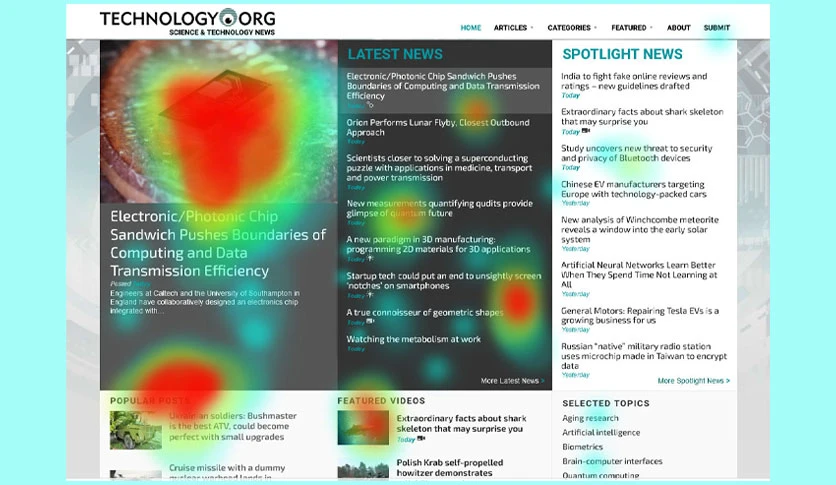 TECHNOLOGY ORG
SCIENCE & TECHNOLOGY NEWS
HOME ARTICLES CATEGORIES FEATURED ABOUT SUBMIT
Electronic/Photonic Chip
Sandwich Pushes Boundaries of
Computing and Data
Transmission Efficiency
Posted Today
Engineers at Caltech and the University of Southampton in
England have collaboratively designed an electronics chip
integrated with...
LATEST NEWS
Electronic/Photonic Chip Sandwich Pushes
Boundaries of Computing and Data Transmission
Efficiency
Today
Orion Performs Lunar Flyby, Closest Outbound
Approach
Today
Scientists closer to solving a superconducting
puzzle with applications in medicine, transport
and power transmission
Today
New measurements quantifying qudits provide
glimpse of quantum future
Today
A new paradigm in 3D manufacturing:
programming 2D materials for 3D applications
Today
Startup tech could put an end to unsightly screen
'notches' on smartphones
Today
A true connoisseur of geometric shapes
Today
Watching the metabolism at work
Today
More Latest News >
SPOTLIGHT NEWS
India to fight fake online reviews and
ratings – new guidelines drafted
Today
Extraordinary facts about shark skeleton
that may surprise you
Today
Study uncovers new threat to security
and privacy of Bluetooth devices
Today
Chinese EV manufacturers targeting
Europe with technology-packed cars
Yesterday
New analysis of Winchcombe meteorite
reveals a window into the early solar
system
Yesterday
Artificial Neural Networks Learn Better
When They Spend Time Not Learning at
All
Yesterday
General Motors: Repairing Tesla EVs is a
growing business for us
Yesterday
Russian "native" military radio station
uses microchip made in Taiwan to encrypt
data
Yesterday
More Spotlight News >
POPULAR POSTS
Ukrainian soldiers: Bushmaster
is the best ATV, could become
perfect with small upgrades
Cruise missile with a dummy
nuclear warhead lands in
FEATURED VIDEOS
Extraordinary facts about shark
skeleton that may surprise you
Today
Polish Krab self-propelled
howitzer demonstrates
SELECTED TOPICS
Aging research
Artificial intelligence
Biometrics
Brain-computer interfaces
Quantum computing